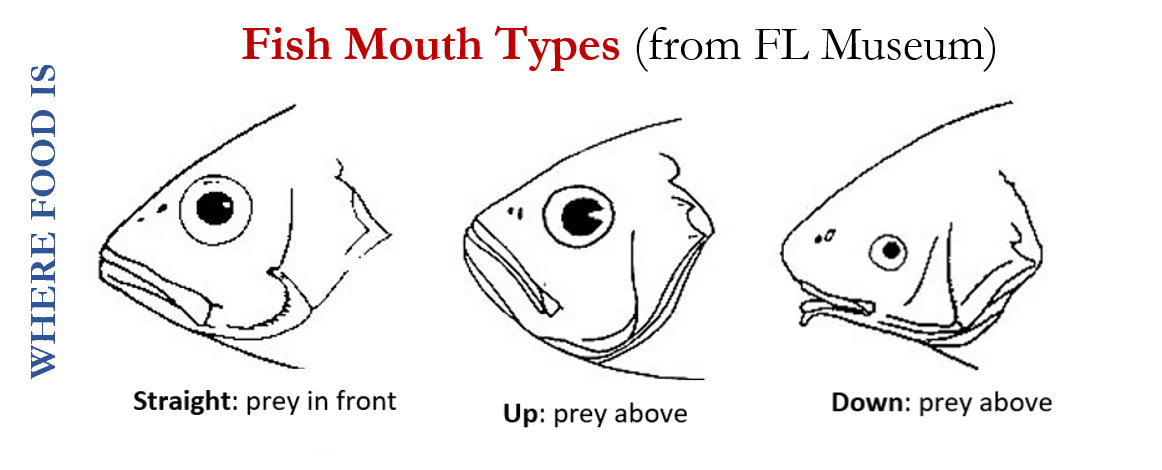 Fish Mouth Types (from FL Museum)
WHERE FOOD IS
Straight: prey in front
Up: prey above
Down: prey above